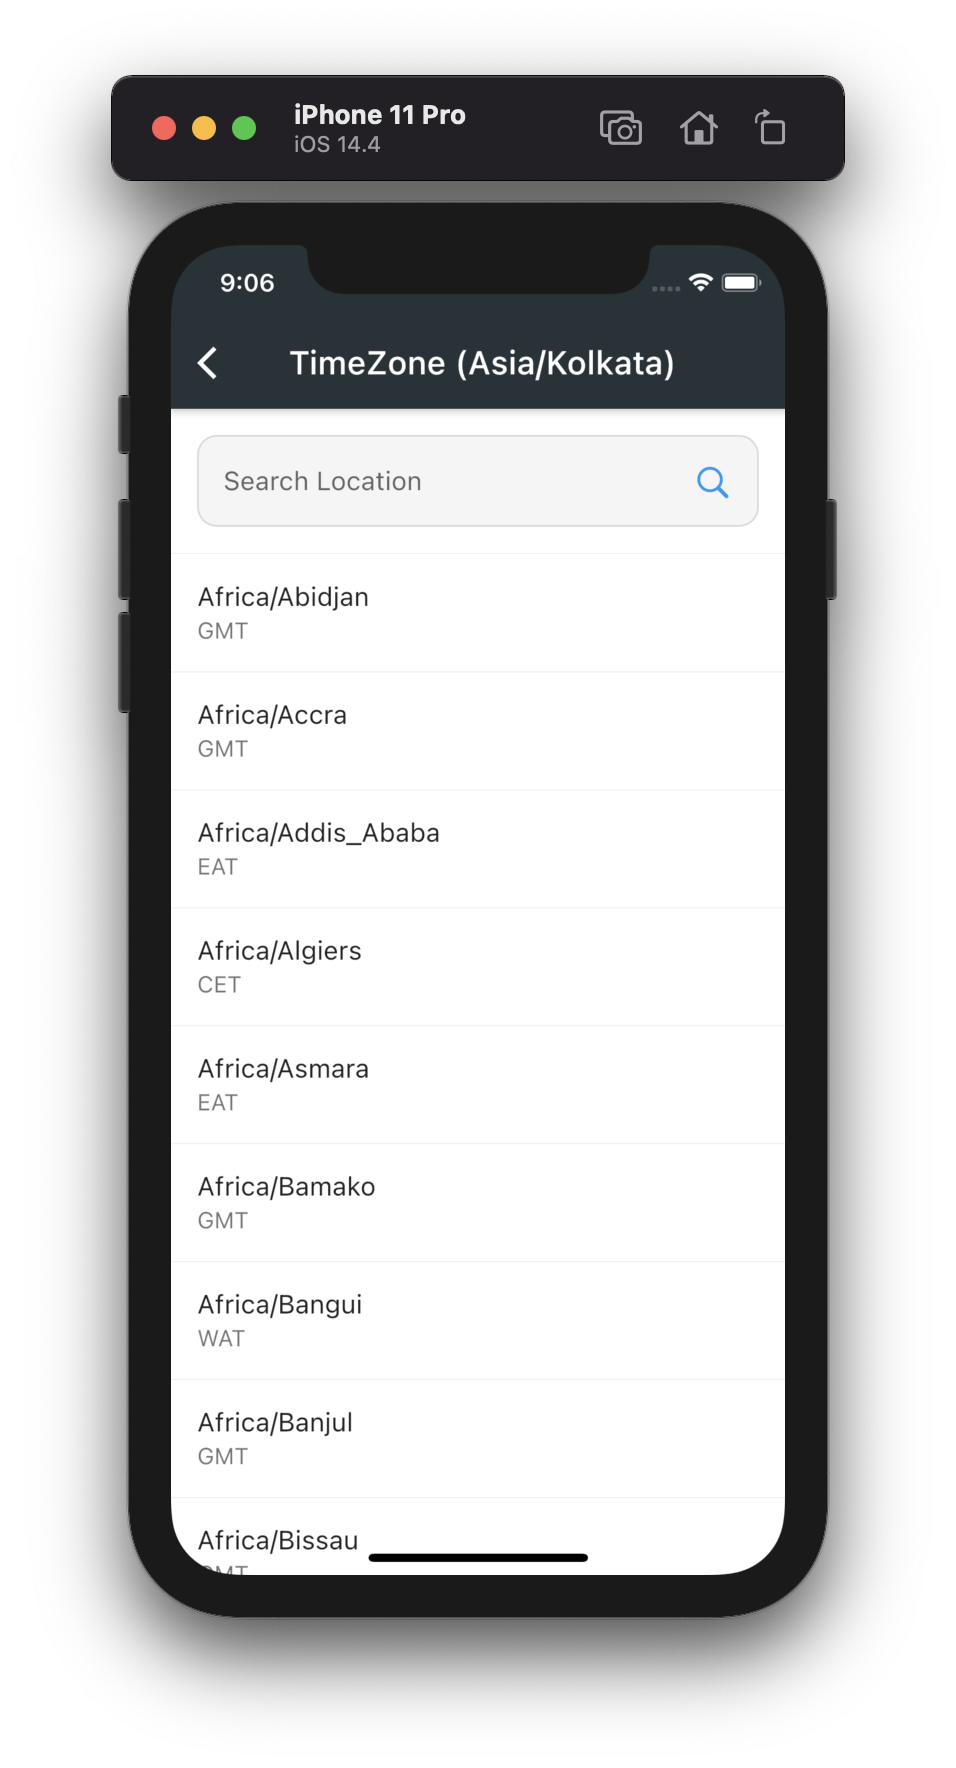 iPhone 11 Pro
iOS 14.4
9:06
TimeZone (Asia/Kolkata)
Search Location
Africa/Abidjan
GMT
Africa/Accra
GMT
Africa/Addis_Ababa
EAT
Africa/Algiers
CET
Africa/Asmara
EAT
Africa/Bamako
GMT
Africa/Bangui
WAT
Africa/Banjul
GMT
Africa/Bissau
GMT